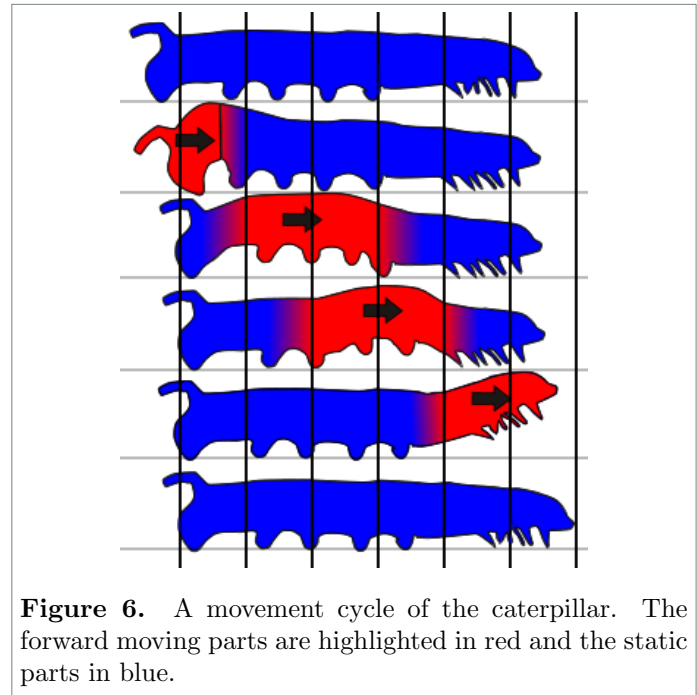 Figure 6. A movement cycle of the caterpillar. The
forward moving parts are highlighted in red and the static
parts in blue.